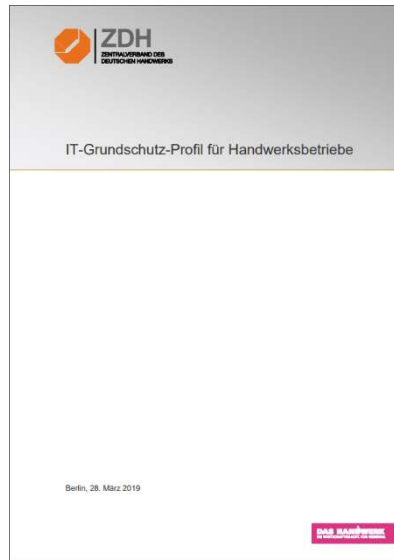 ZDH
ZENTRALVERBAND DES
DEUTSCHEN HANDWERKS
IT-Grundschutz-Profil für Handwerksbetriebe
Berlin, 28. März 2019
DAS HANDWERK